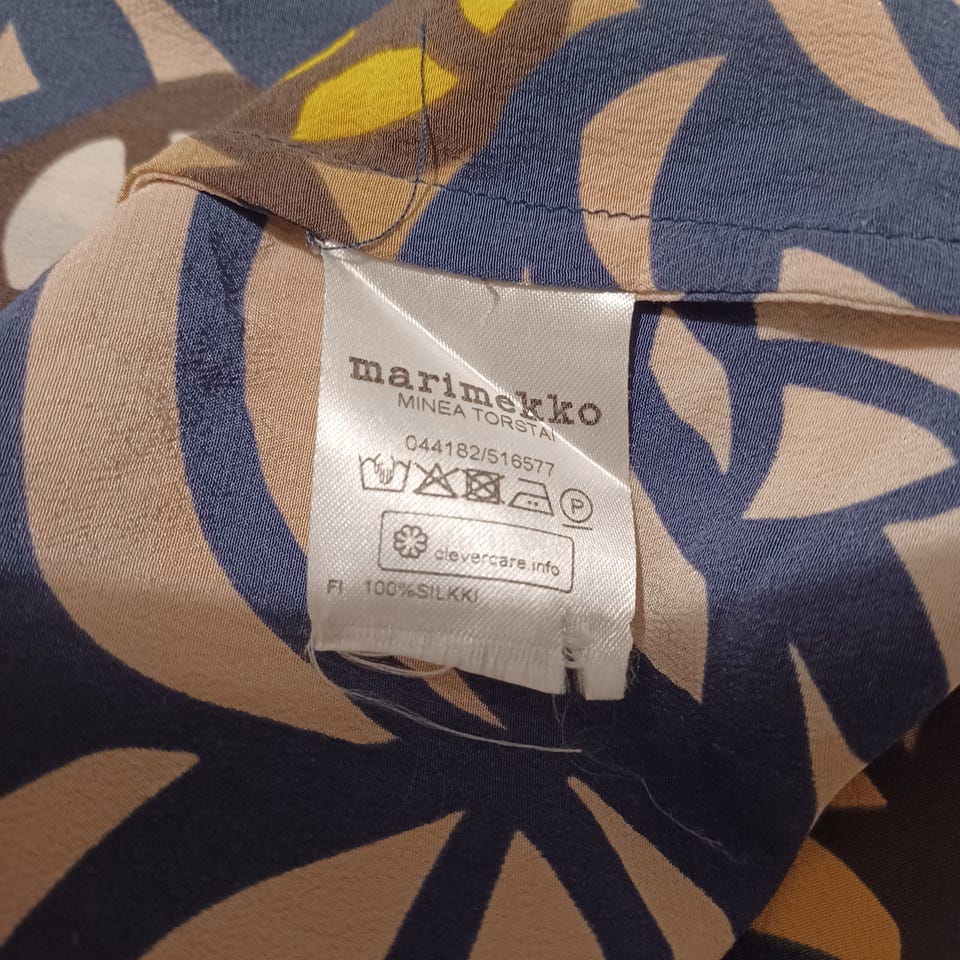 marimekko
MINEA TORSTAI
044182/516577
P
clevercare.info
FI 100%SILKKI